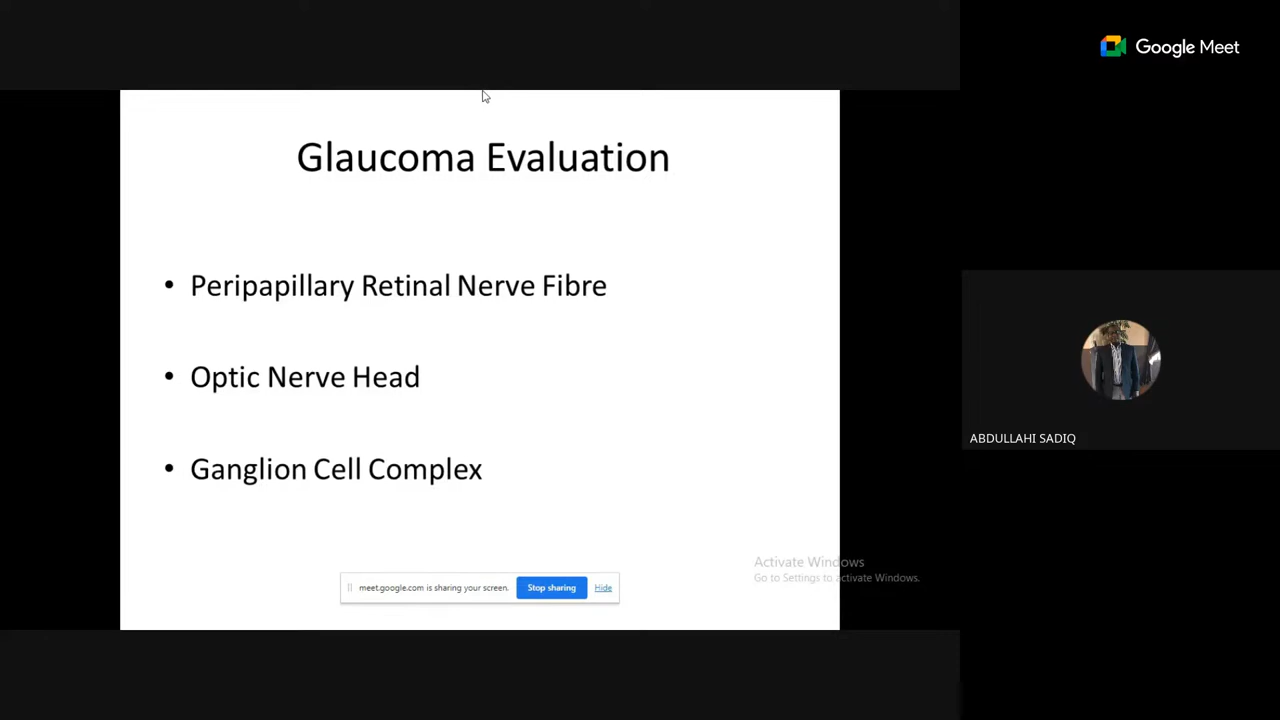 Google Meet
Glaucoma Evaluation
• Peripapillary Retinal Nerve Fibre
• Optic Nerve Head
• Ganglion Cell Complex
ABDULLAHI SADIQ
Activate Windows
Go to Settings to activate Windows.
meet.google.com is sharing your screen. Stop sharing Hide